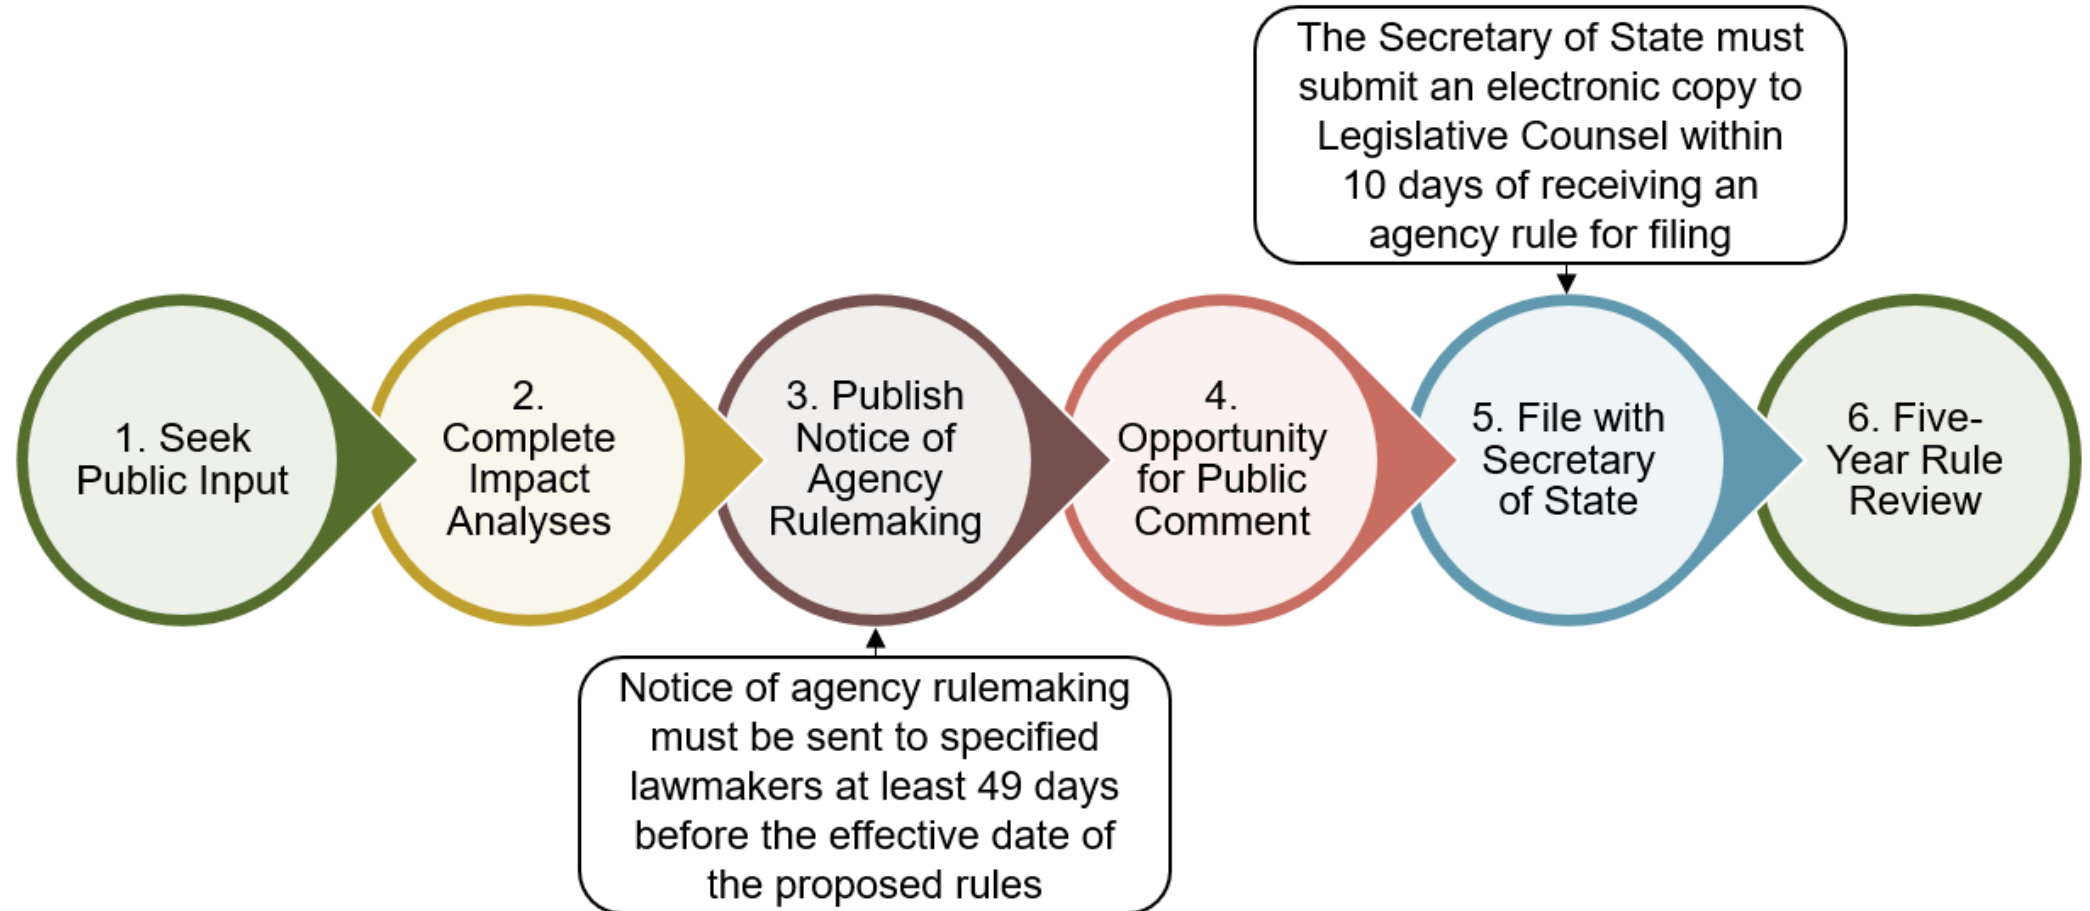 The Secretary of State must
submit an electronic copy to
Legislative Counsel within
10 days of receiving an
agency rule for filing
1. Seek
Public Input
2.
Complete
Impact
Analyses
3. Publish
Notice of
Agency
Rulemaking
4.
Opportunity
for Public
Comment
5. File with
Secretary
of State
6. Five-
Year Rule
Review
Notice of agency rulemaking
must be sent to specified
lawmakers at least 49 days
before the effective date of
the proposed rules